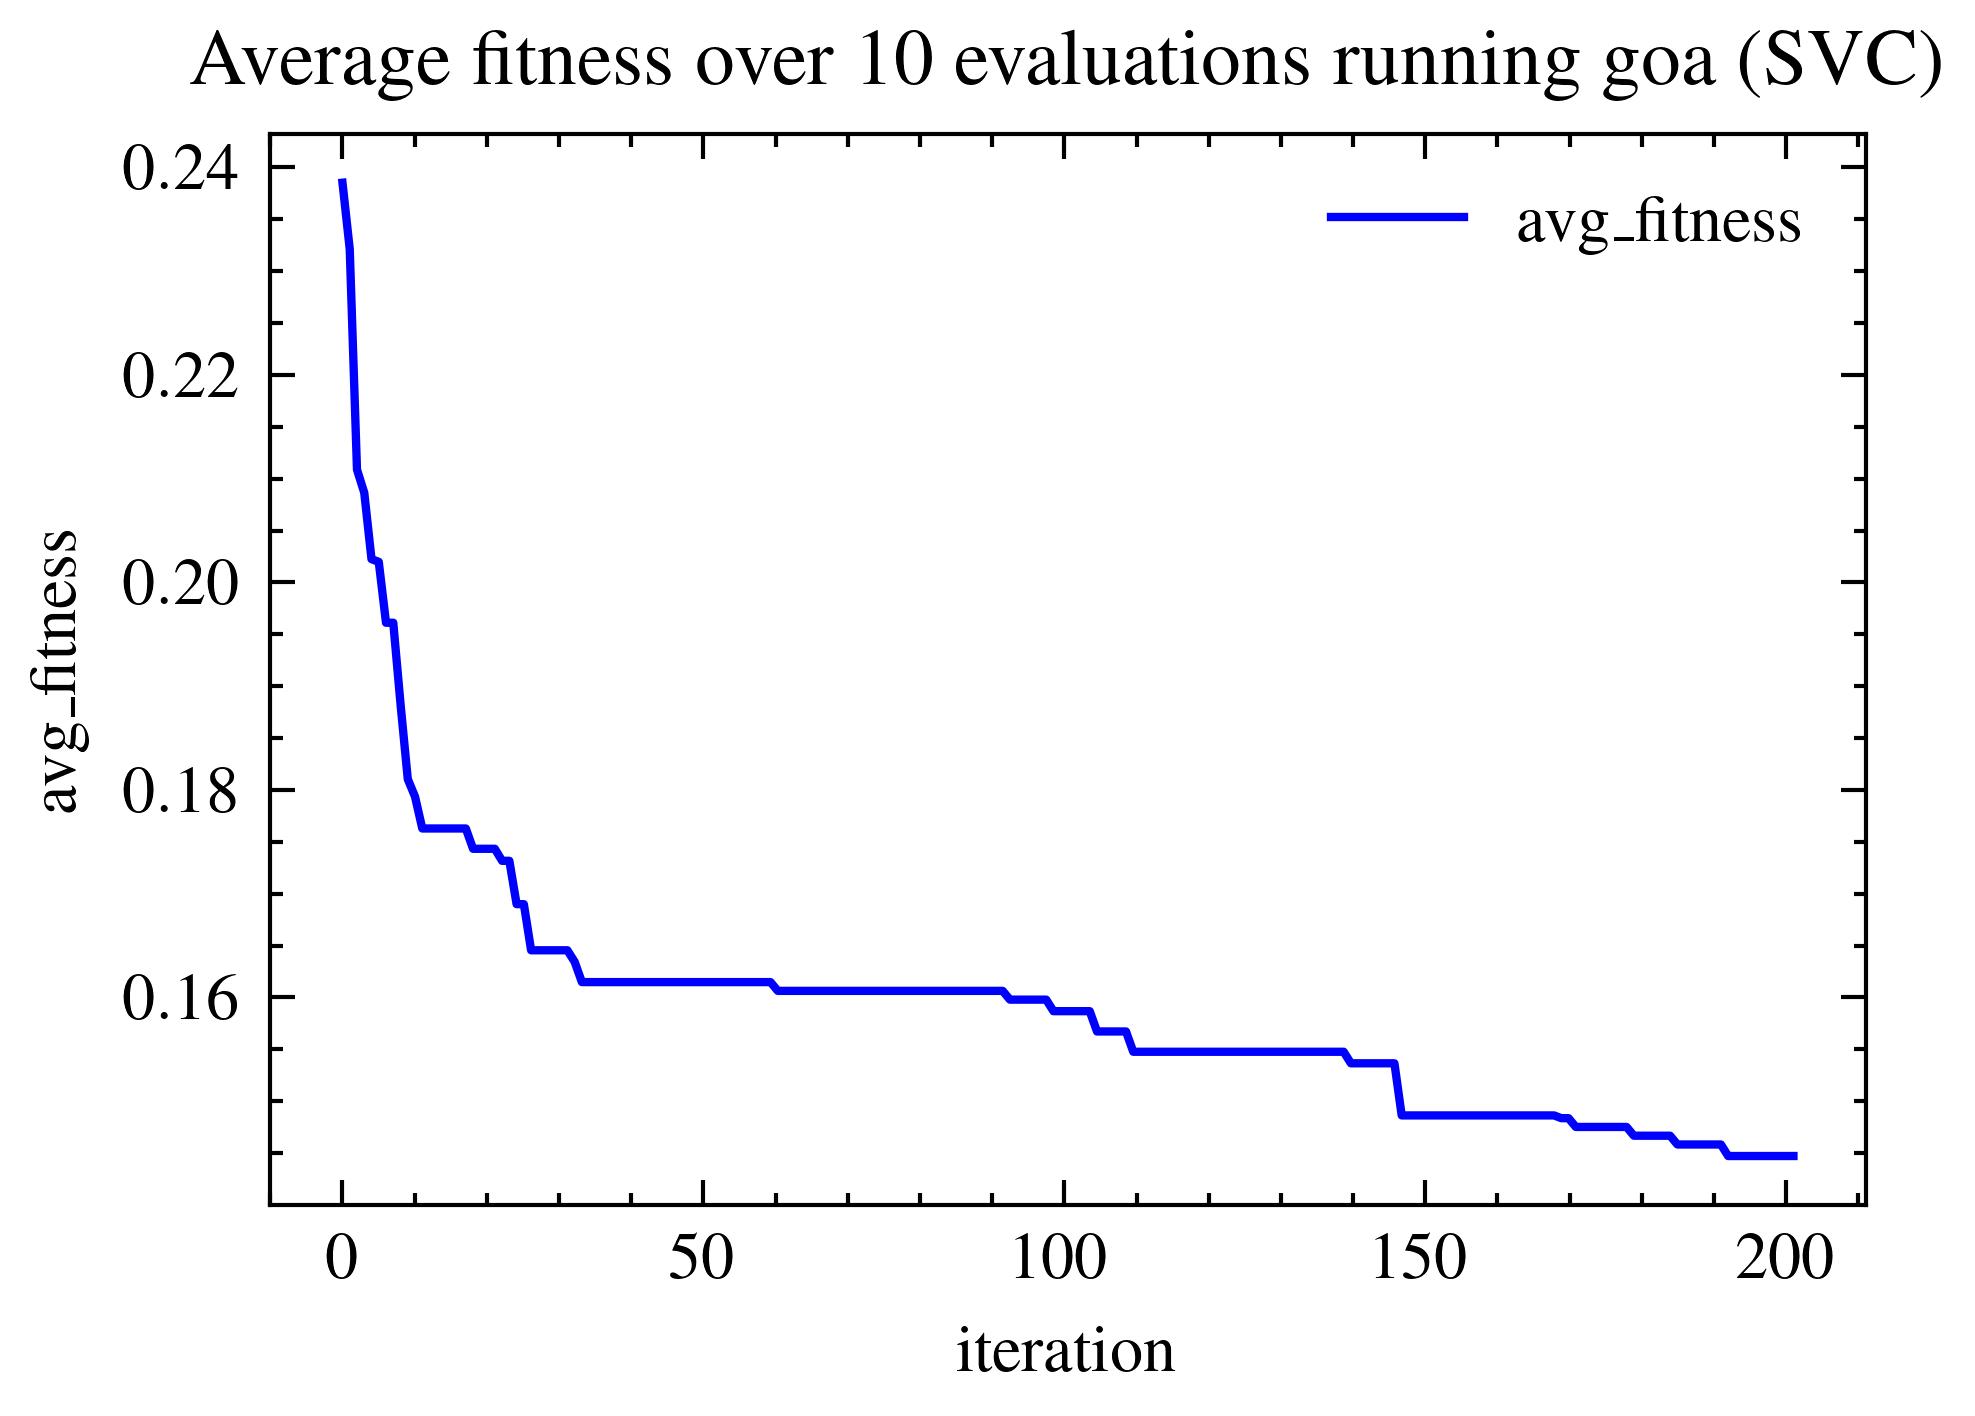 Average fitness over 10 evaluations running goa (SVC)
avg_fitness
0.24
0.22
0.20
0.18
0.16
avg_fitness
0 50 100 150 200
iteration